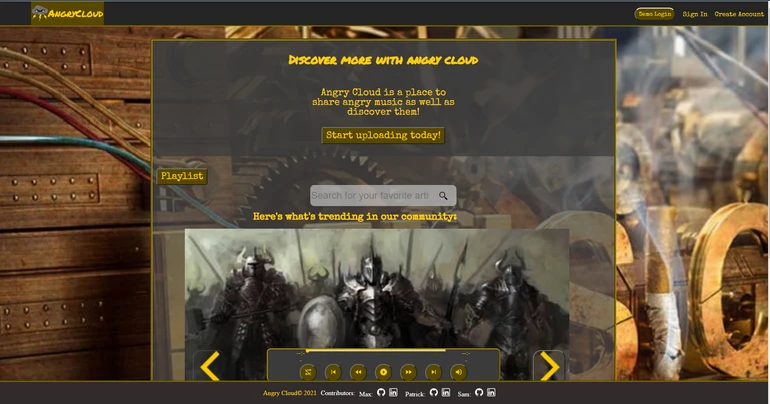 AngryCloud
Demo Login
Sign In
Create Account
Discover more with angry cloud
Angry Cloud is a place to
share angry music as well as
discover them!
Start uploading today!
Playlist
Search for your favorite arti
Here's what's trending in our community:
Angry Cloud© 2021 Contributors: Max: Patrick: Sam: